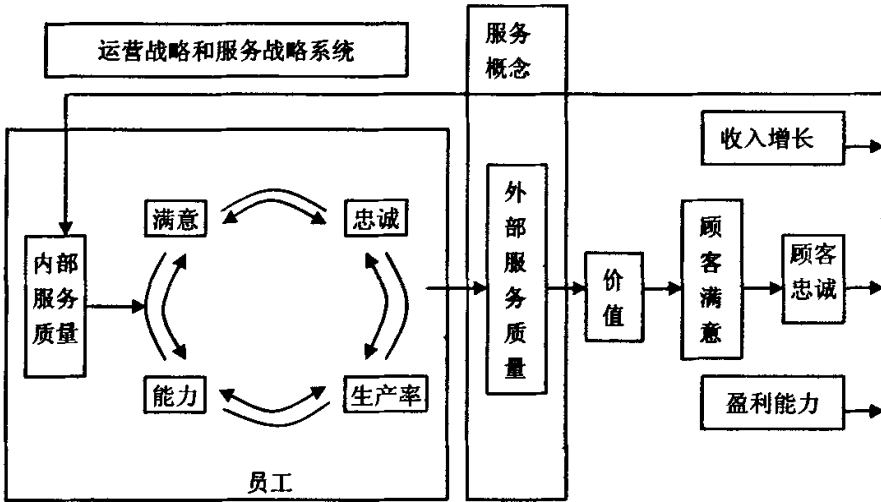 运营战略和服务战略系统
服务
概念
收入增长
满意
忠诚
内部
服务
质量
外
部
服
务
质
量
价
值
顾
客
满
意
顾客
忠诚
能力
生产率
盈利能力
员工